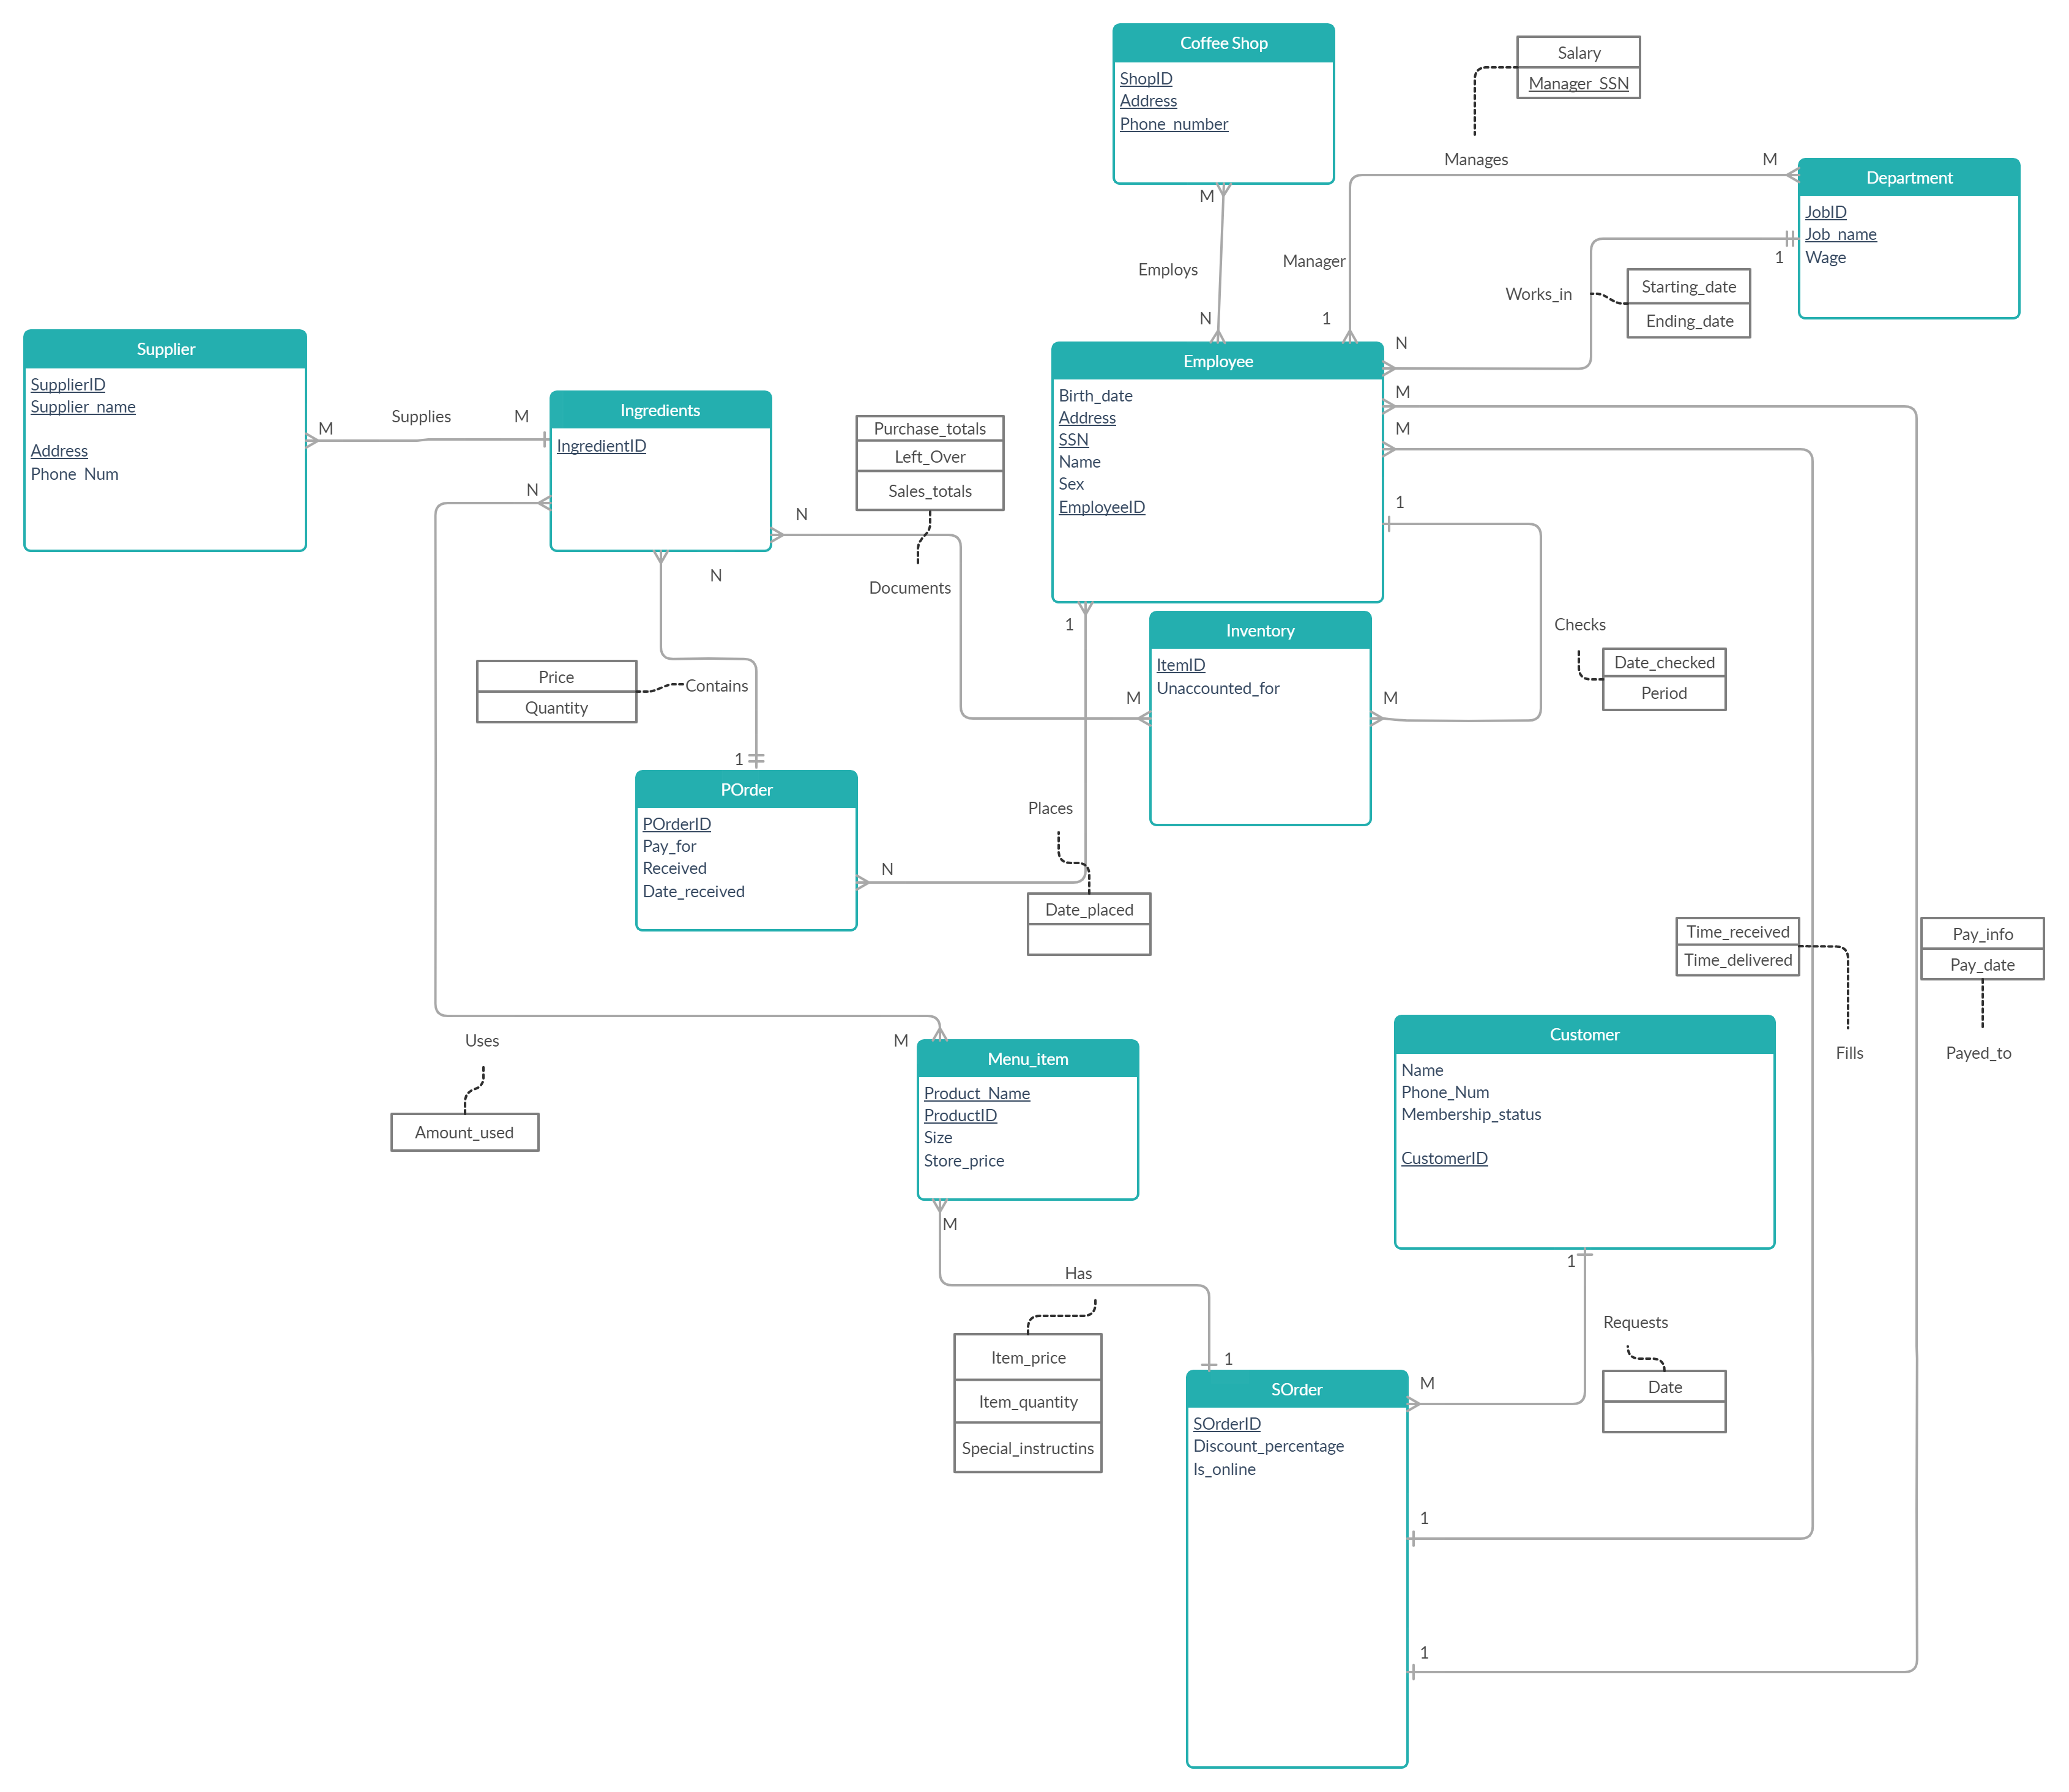 Coffee Shop
ShopID
Address
Phone_number
Salary
Manager_SSN
Manages
M
Department
JobID
Job_name
Wage
M
Employs
N
Manager
1
1
Works_in
Starting_date
Ending_date
N
Supplier
SupplierID
Supplier_name
Address
Phone_Num
M
Supplies
M
Ingredients
IngredientID
N
N
N
Purchase_totals
Left_Over
Sales_totals
Documents
Employee
Birth_date
Address
SSN
Name
Sex
EmployeeID
M
M
1
1
Inventory
ItemID
Unaccounted_for
M
M
Checks
Date_checked
Period
Price
Quantity
Contains
1
POrder
POrderID
Pay_for
Received
Date_received
N
Places
Date_placed
Time_received
Time_delivered
Pay_info
Pay_date
Fills
Payed_to
Uses
Amount_used
M
Menu_item
Product_Name
ProductID
Size
Store_price
M
Customer
Name
Phone_Num
Membership_status
CustomerID
1
Has
Item_price
Item_quantity
Special_instructins
1
Requests
Date
M
SOrder
SOrderID
Discount_percentage
Is_online
1
1